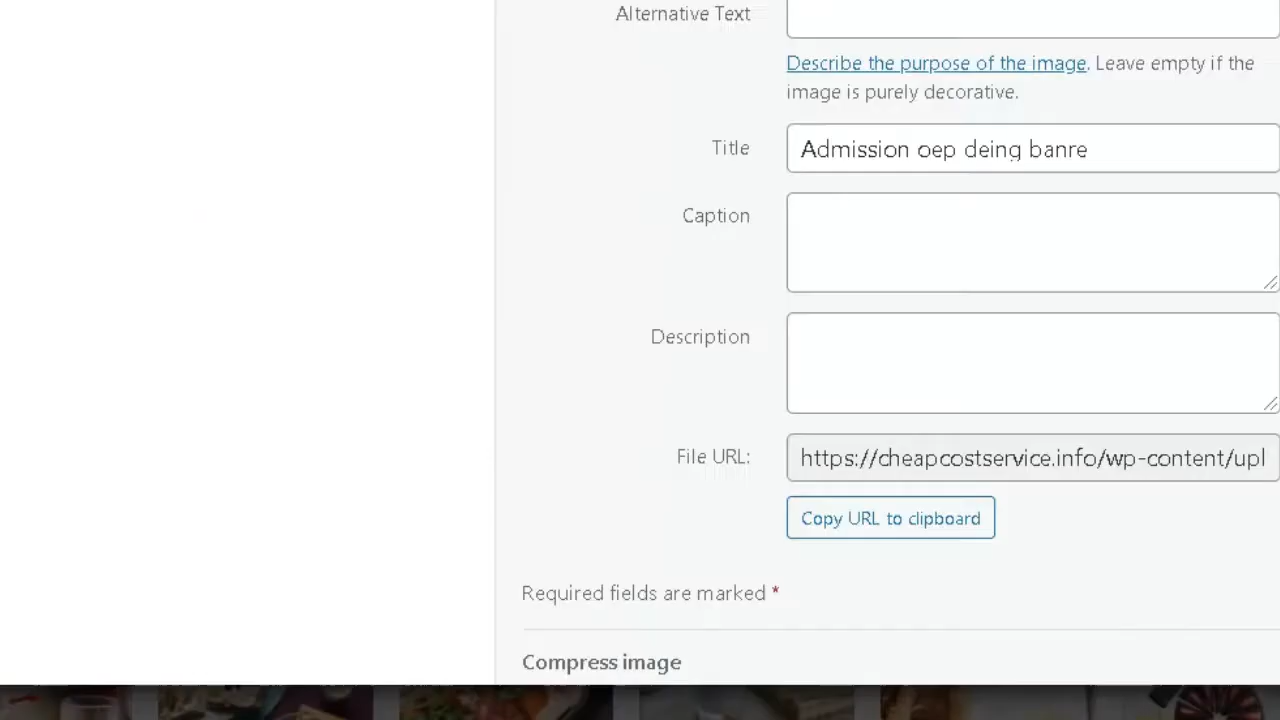 Alternative Text
Describe the purpose of the image. Leave empty if the
image is purely decorative.
Title
Admission oep deing banre
Caption
Description
File URL:
https://cheapcostservice.info/wp-content/upl
Copy URL to clipboard
Required fields are marked *
Compress image